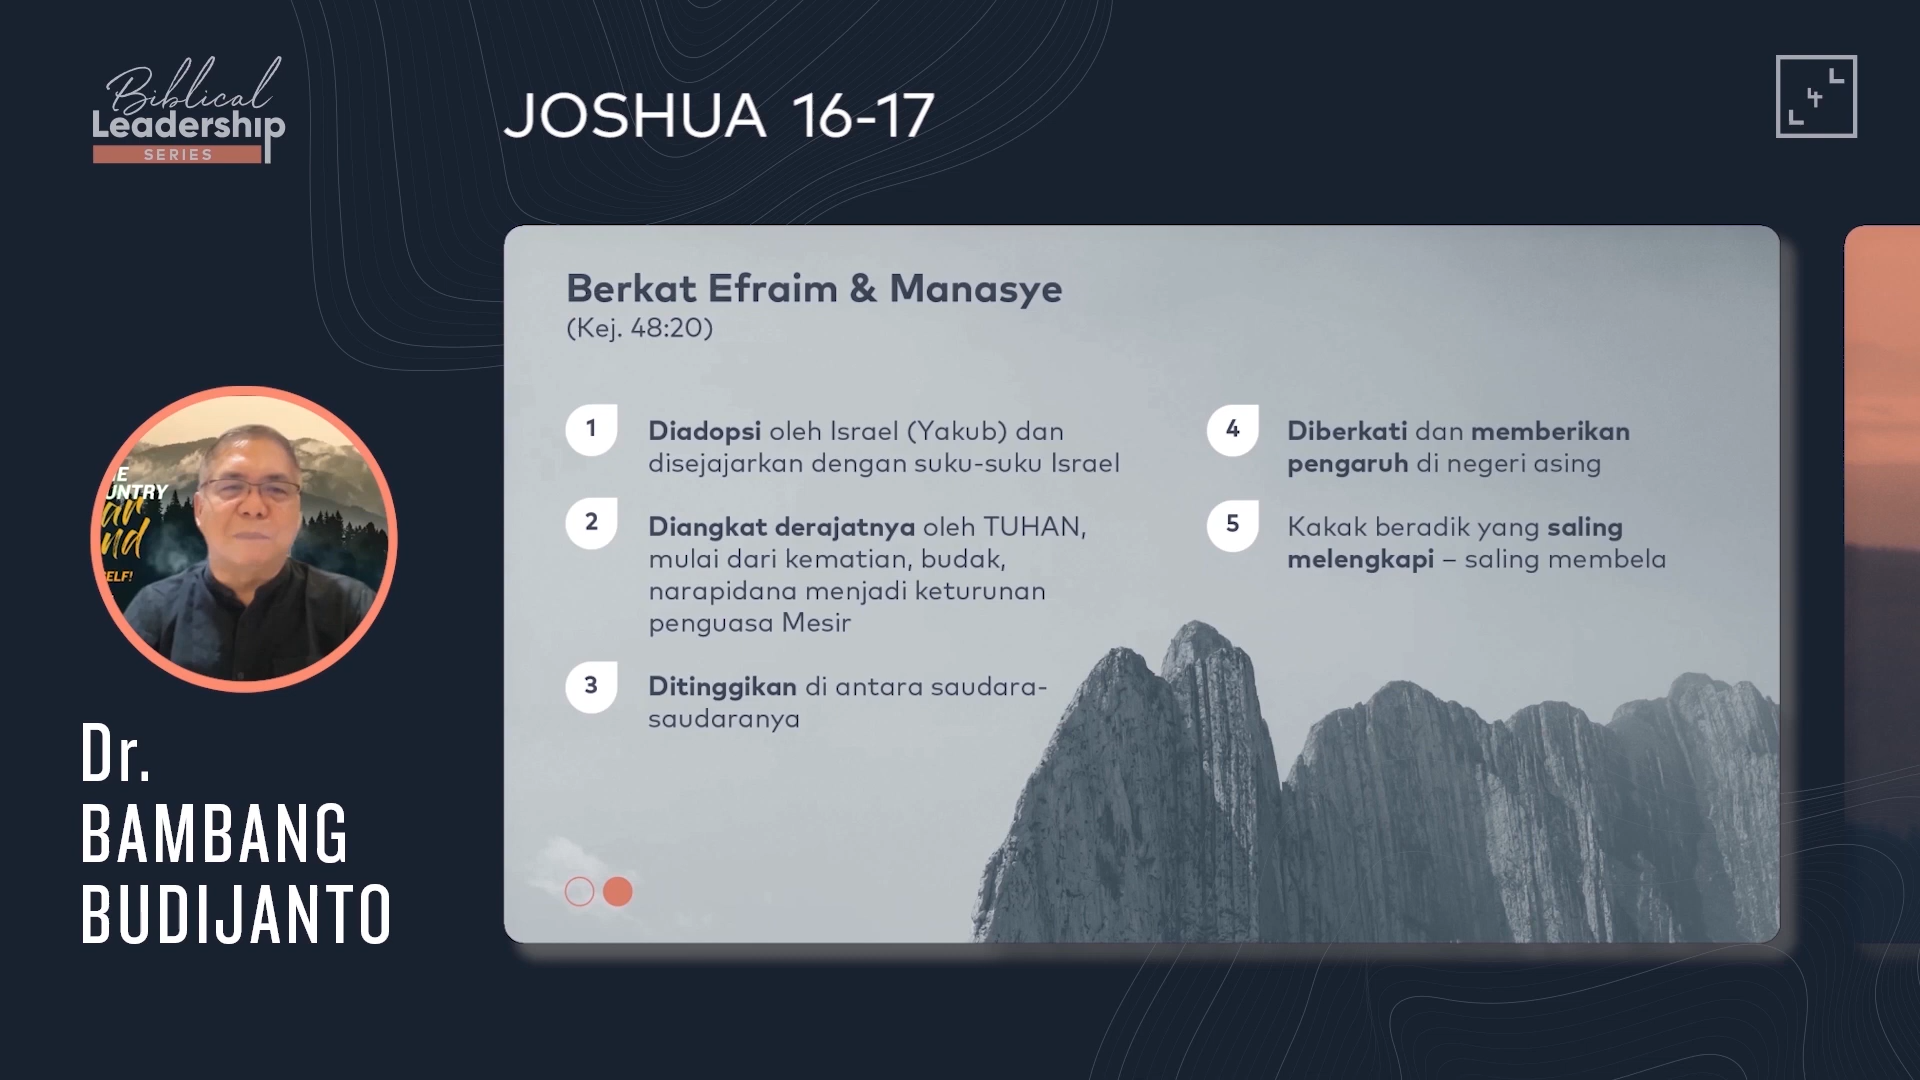 Biblical
Leadership
SERIES
JOSHUA 16-17
4
Berkat Efraim & Manasye
(Kej. 48:20)
1
Diadopsi oleh Israel (Yakub) dan
disejajarkan dengan suku-suku Israel
2
Diangkat derajatnya oleh TUHAN,
mulai dari kematian, budak,
narapidana menjadi keturunan
penguasa Mesir
3
Ditinggikan di antara saudara-
saudaranya
4
Diberkati dan memberikan
pengaruh di negeri asing
5
Kakak beradik yang saling
melengkapi – saling membela
Dr.
BAMBANG
BUDIJANTO